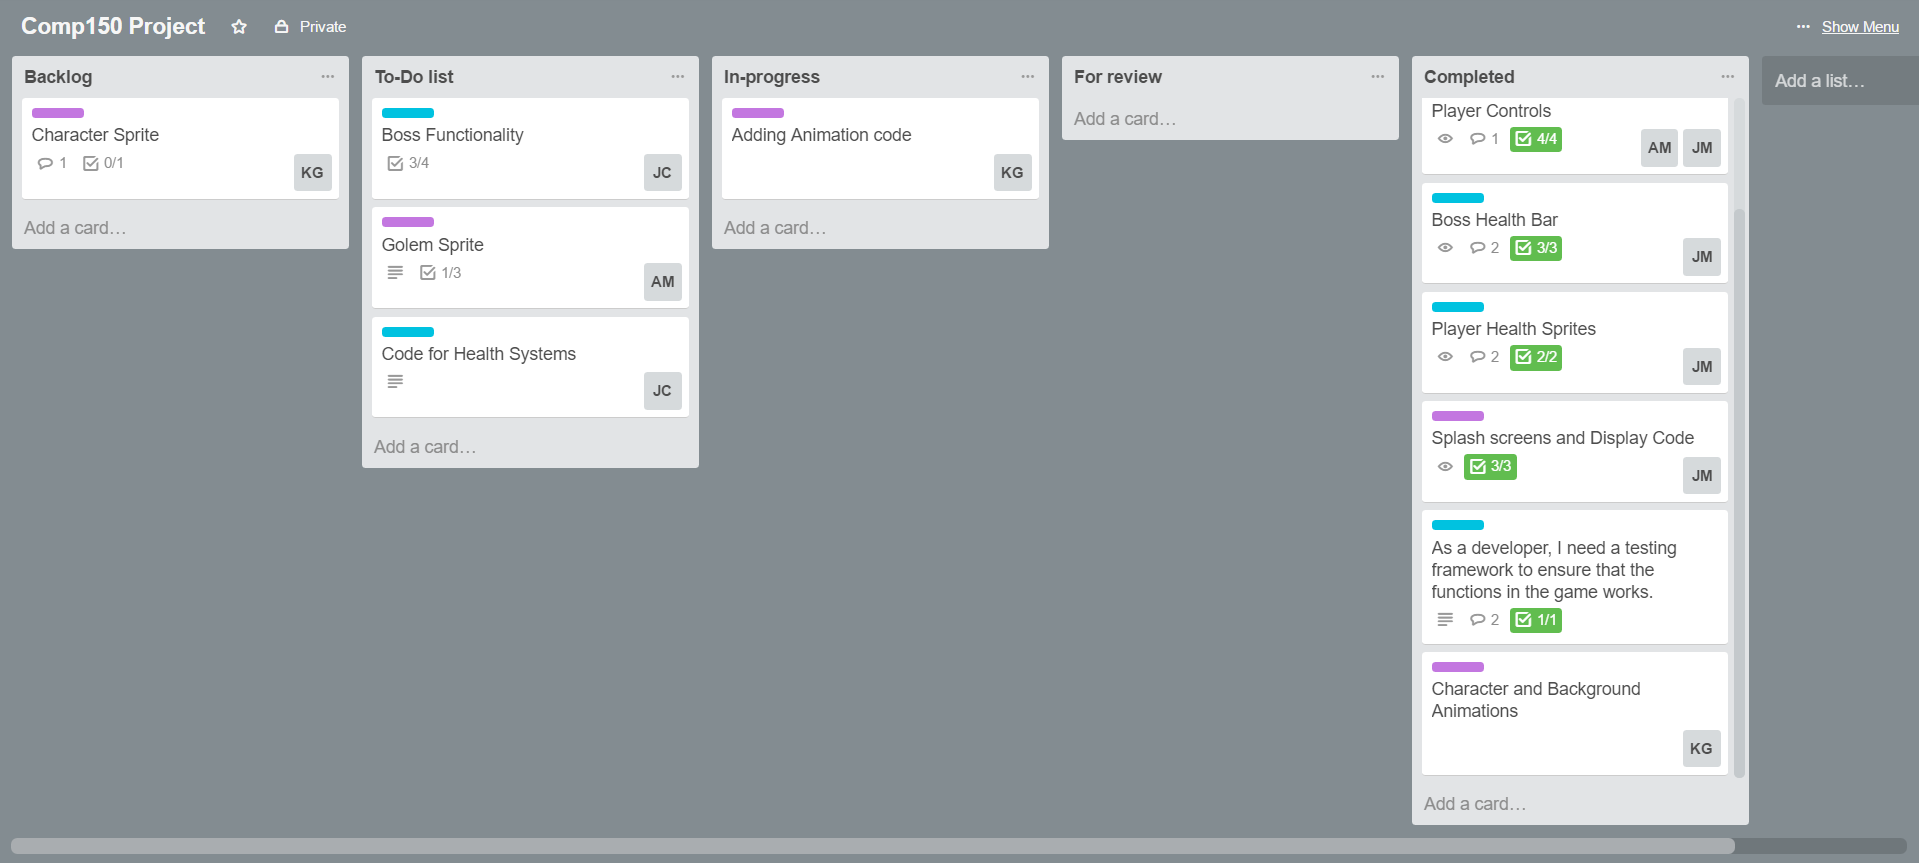 Comp150 Project
Private
Show Menu
Backlog
Character Sprite
1 0/1
KG
Add a card…
To-Do list
Boss Functionality
3/4
JC
Golem Sprite
1/3
AM
Code for Health Systems
JC
Add a card…
In-progress
Adding Animation code
KG
Add a card…
For review
Add a card…
Completed
Player Controls
1 4/4
AM JM
Boss Health Bar
2 3/3
JM
Player Health Sprites
2 2/2
JM
Splash screens and Display Code
3/3
JM
As a developer, I need a testing
framework to ensure that the
functions in the game works.
2 1/1
Character and Background
Animations
KG
Add a card…
Add a list…